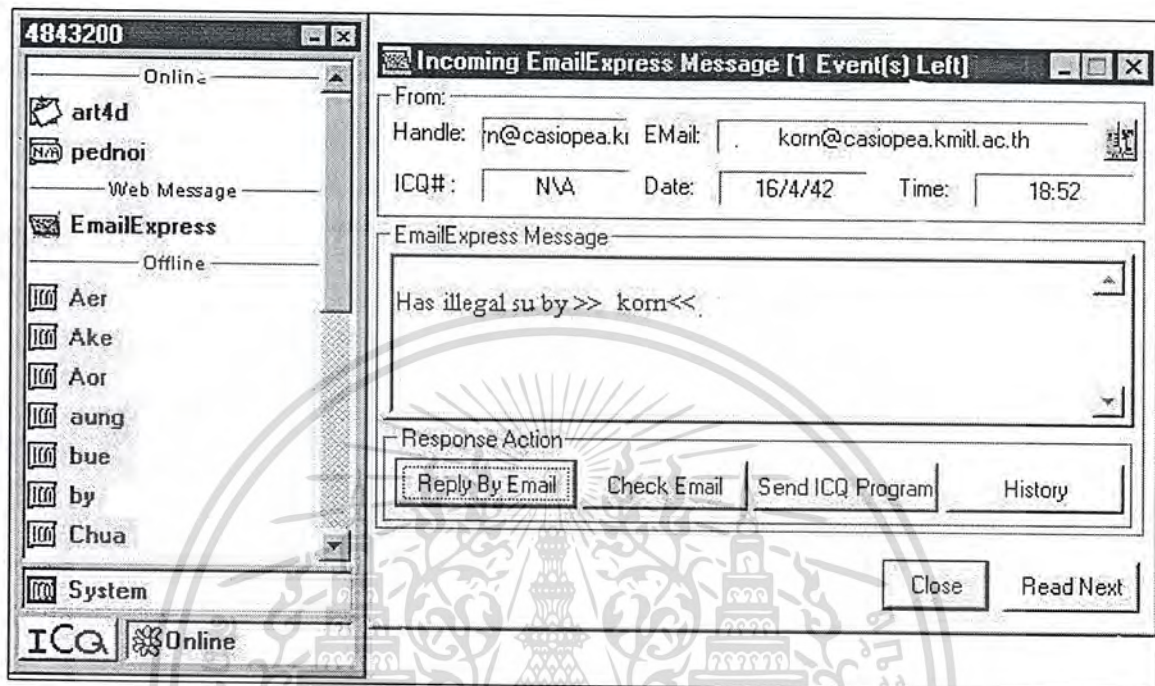 4843200
Online
art4d
N/A pednoi
Web Message
EmailExpress
Offline
Aer
Ake
Aor
aung
bue
by
Chua
System
ICQ Online
Incoming EmailExpress Message [1 Event(s) Left]
From:
Handle: n@casiopea.k EMail: korn@casiopea.kmitl.ac.th
ICQ# : N\A Date: 16/4/42 Time: 18:52
EmailExpress Message
Has illegal su by >> korn<<
Response Action
Reply By Email Check Email Send ICQ Program History
Close Read Next